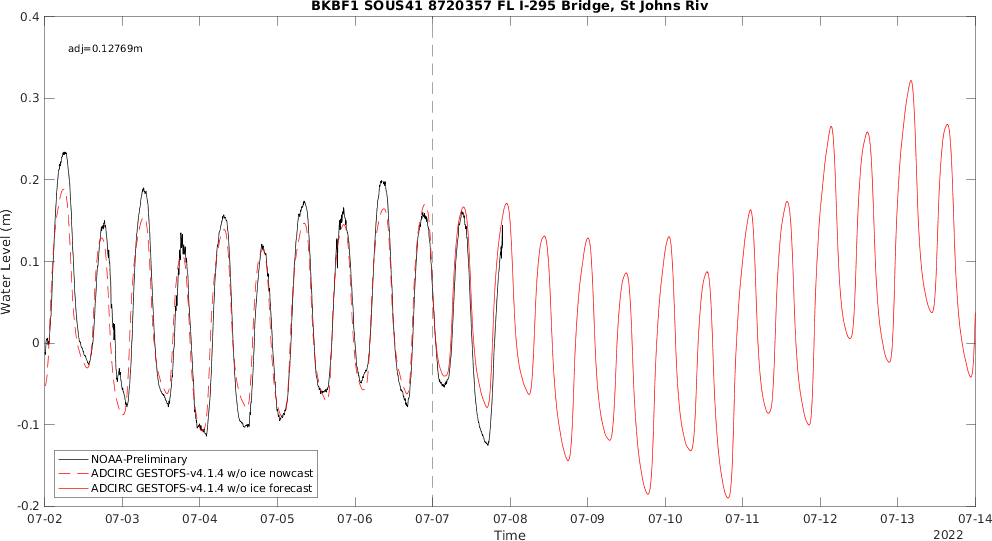 BKBF1 SOUS41 8720357 FL I-295 Bridge, St Johns Riv
adj=0.12769m
Water Level (m)
0.4
0.3
0.2
0.1
0
-0.1
-0.2
NOAA-Preliminary
ADCIRC GESTOFS-v4.1.4 w/o ice nowcast
ADCIRC GESTOFS-v4.1.4 w/o ice forecast
07-02 07-03 07-04 07-05 07-06 07-07 07-08 07-09 07-10 07-11 07-12 07-13 07-14
Time
2022